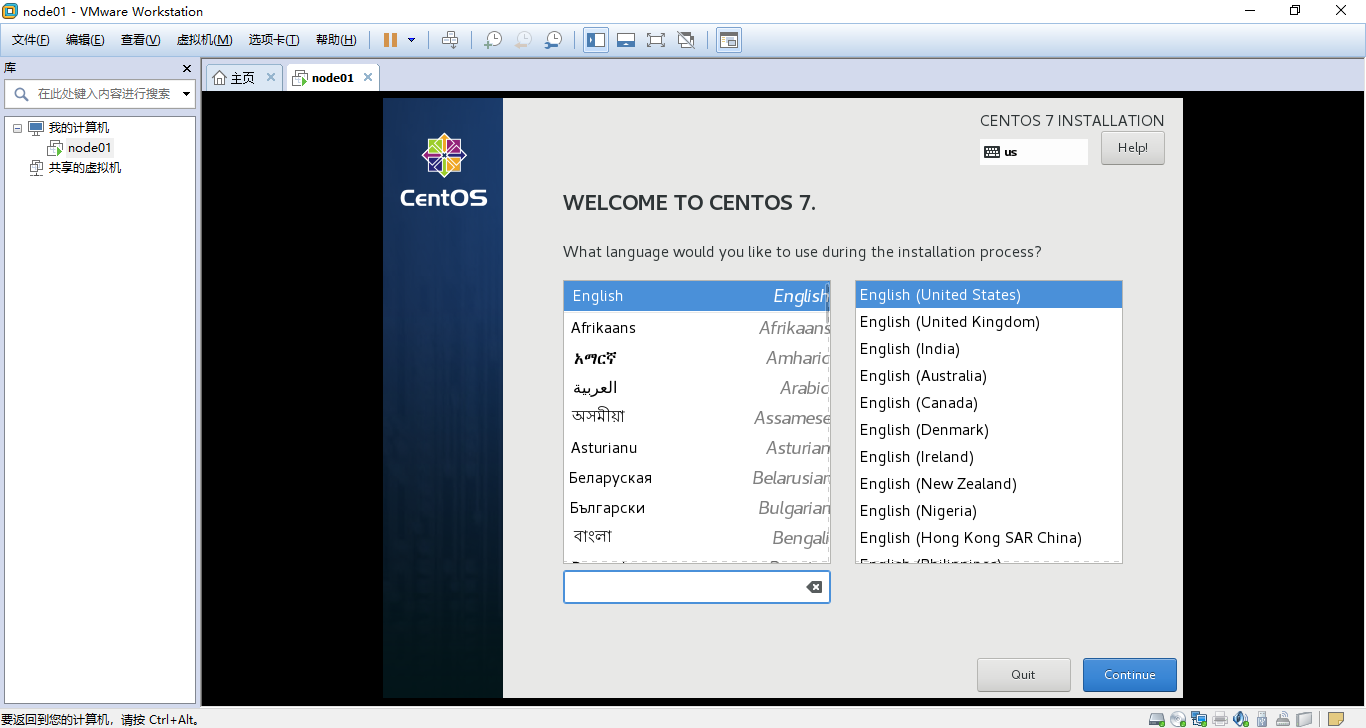 node01 - VMware Workstation
文件(F) 编辑(E) 查看(V) 虚拟机(M) 选项卡(T) 帮助(H)
库
在此处键入内容进行搜索
我的计算机
node01
共享的虚拟机
主页
node01
CentOS
CENTOS 7 INSTALLATION
us
Help!
WELCOME TO CENTOS 7.
What language would you like to use during the installation process?
English English
Afrikaans Afrikaans
አማርኛ Amharic
العربية Arabic
অসমীয়া Assamese
Asturianu Asturian
Беларуская Belarusian
Български Bulgarian
বাংলা Bengali
English (United States)
English (United Kingdom)
English (India)
English (Australia)
English (Canada)
English (Denmark)
English (Ireland)
English (New Zealand)
English (Nigeria)
English (Hong Kong SAR China)
English (Philippines)
Quit
Continue
要返回到您的计算机，请按 Ctrl+Alt。